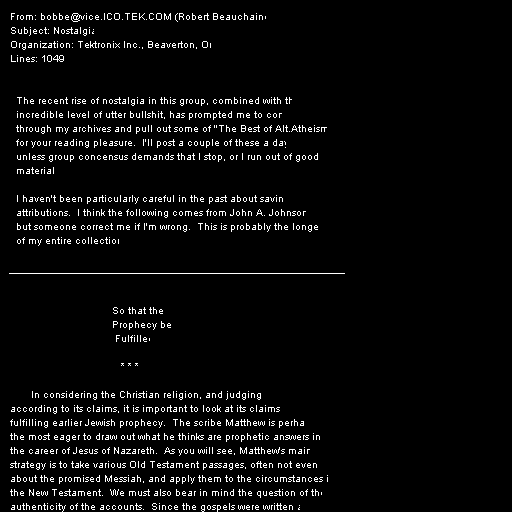 From: bobbe@vice.ICO.TEK.COM (Robert Beauchaine
Subject: Nostalgia
Organization: Tektronix Inc., Beaverton, Or
Lines: 1049
The recent rise of nostalgia in this group, combined with th
incredible level of utter bullshit, has prompted me to cor
through my archives and pull out some of "The Best of Alt.Atheism
for your reading pleasure. I'll post a couple of these a day
unless group concensus demands that I stop, or I run out of good
material
I haven't been particularly careful in the past about savin
attributions. I think the following comes from John A. Johnsor
but someone correct me if I'm wrong. This is probably the longe
of my entire collection
So that the
Prophecy be
Fulfilled
* * *
In considering the Christian religion, and judging
according to its claims, it is important to look at its claims
fulfilling earlier Jewish prophecy. The scribe Matthew is perha
the most eager to draw out what he thinks are prophetic answers in
the career of Jesus of Nazareth. As you will see, Matthew's mair
strategy is to take various Old Testament passages, often not even
about the promised Messiah, and apply them to the circumstances i
the New Testament. We must also bear in mind the question of the
authenticity of the accounts. Since the gospels were written a